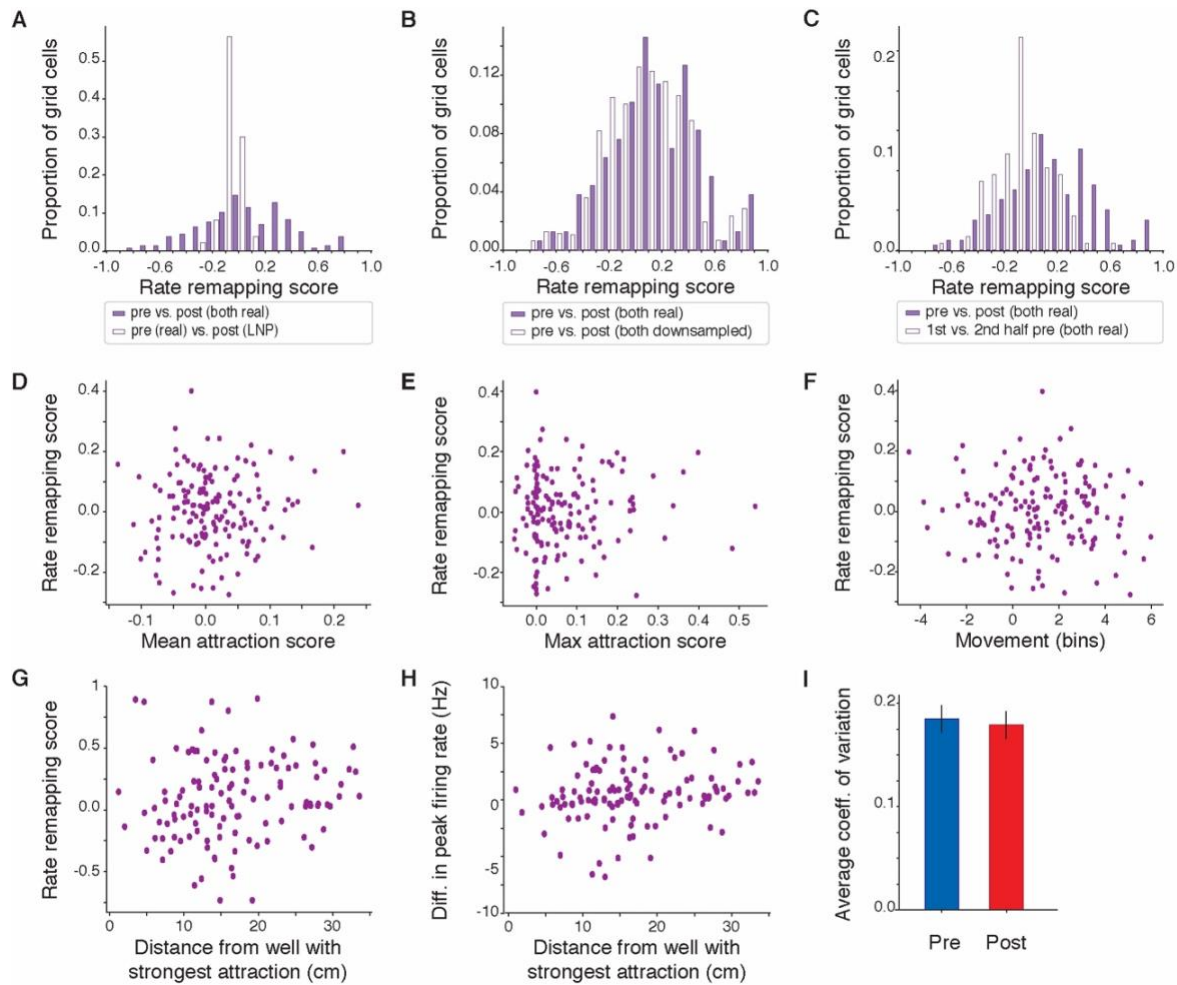 A
Proportion of grid cells
0.5
0.4
0.3
0.2
0.1
0.0
-1.0
-0.6
-0.2
0.2
0.6
1.0
Rate remapping score
pre vs. post (both real)
pre (real) vs. post (LNP)
B
Proportion of grid cells
0.12
0.08
0.04
0.00
-1.0
-0.6
-0.2
0.2
0.6
1.0
Rate remapping score
pre vs. post (both real)
pre vs. post (both downsampled)
C
Proportion of grid cells
0.2
0.1
0.0
-1.0
-0.6
-0.2
0.2
0.6
1.0
Rate remapping score
pre vs. post (both real)
1st vs. 2nd half pre (both real)
D
Rate remapping score
0.4
0.2
0.0
-0.2
-0.1
0.0
0.1
0.2
Mean attraction score
E
Rate remapping score
0.4
0.2
0.0
-0.2
0.0
0.1
0.2
0.3
0.4
0.5
Max attraction score
F
Rate remapping score
0.4
0.2
0.0
-0.2
-4
-2
0
2
4
6
Movement (bins)
G
Rate remapping score
1
0.5
0.0
-0.5
0
10
20
30
Distance from well with
strongest attraction (cm)
H
Diff. in peak firing rate (Hz)
10
5
0
-5
-10
0
10
20
30
Distance from well with
strongest attraction (cm)
I
Average coeff. of variation
0.2
0.1
0.0
Pre
Post